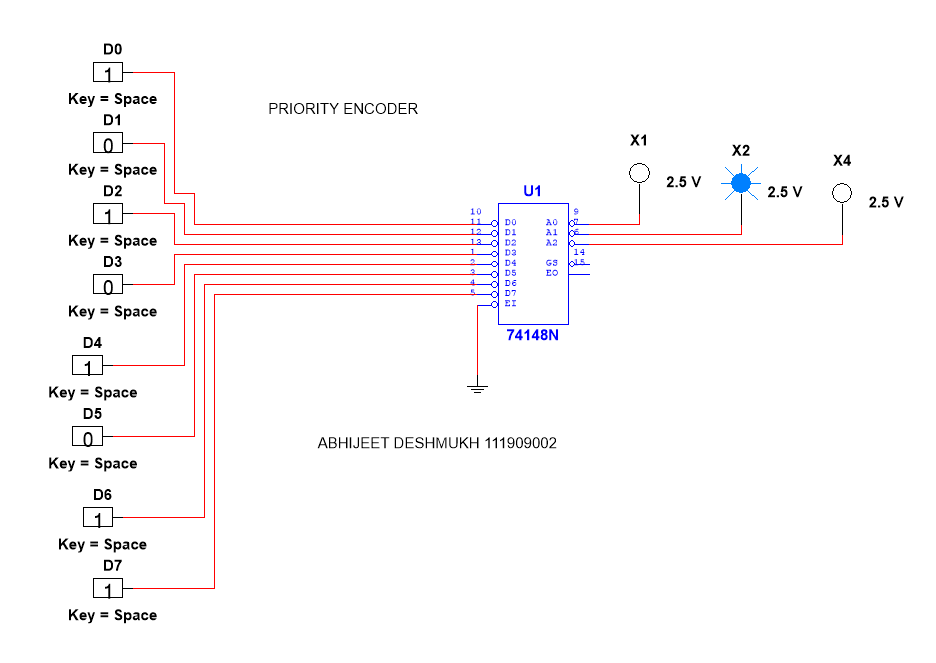 D0
1
Key = Space
PRIORITY ENCODER
D1
0
Key = Space
D2
1
Key = Space
D3
0
Key = Space
D4
1
Key = Space
D5
0
Key = Space
D6
1
Key = Space
D7
1
Key = Space
U1
10
11 D0
12 D1
13 D2
1 D3
2 D4
3 D5
4 D6
5 D7
EI
9
A0 7
A1 6
A2
14
GS 15
EO
74148N
X1
2.5 V
X2
2.5 V
X4
2.5 V
ABHIJEET DESHMUKH 111909002